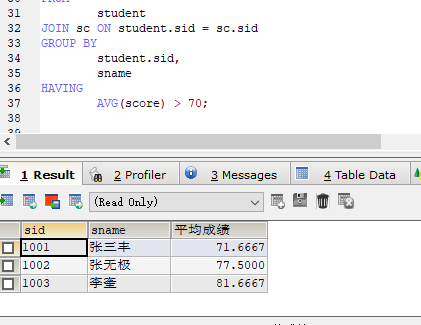 31 student
32 JOIN sc ON student.sid = sc.sid
33 GROUP BY
34 student.sid,
35 sname
36 HAVING
37 AVG(score) > 70;
38
1 Result 2 Profiler 3 Messages 4 Table Data
(Read Only)
sid sname 平均成绩
1001 张三丰 71.6667
1002 张无极 77.5000
1003 李奎 81.6667